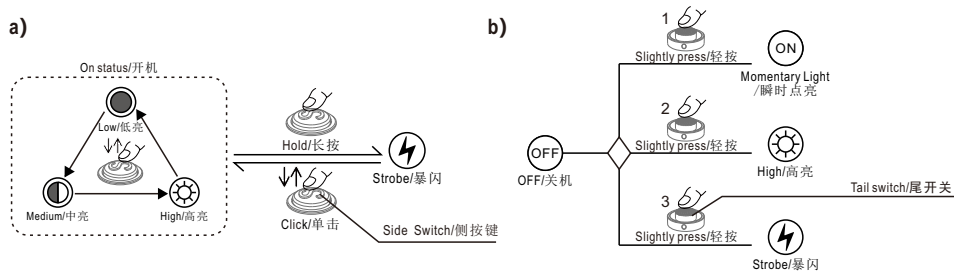 a)
On status/开机
Low/低亮
Medium/中亮
High/高亮
Hold/长按
Click/单击
Strobe/暴闪
Side Switch/侧按键
b)
OFF
OFF/关机
1
Slightly press/轻按
ON
Momentary Light
/瞬时点亮
2
Slightly press/轻按
High/高亮
3
Slightly press/轻按
Tail switch/尾开关
Strobe/暴闪